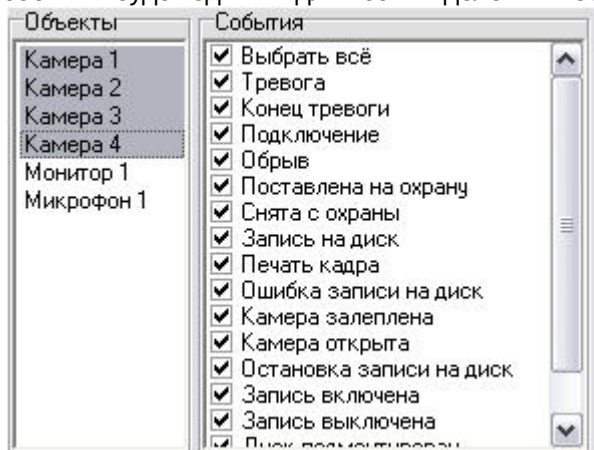 Объекты
Камера 1
Камера 2
Камера 3
Камера 4
Монитор 1
Микрофон 1
События
Выбрать всё
Тревога
Конец тревоги
Подключение
Обрыв
Поставлена на охрану
Снята с охраны
Запись на диск
Печать кадра
Ошибка записи на диск
Камера залеплена
Камера открыта
Остановка записи на диск
Запись включена
Запись выключена